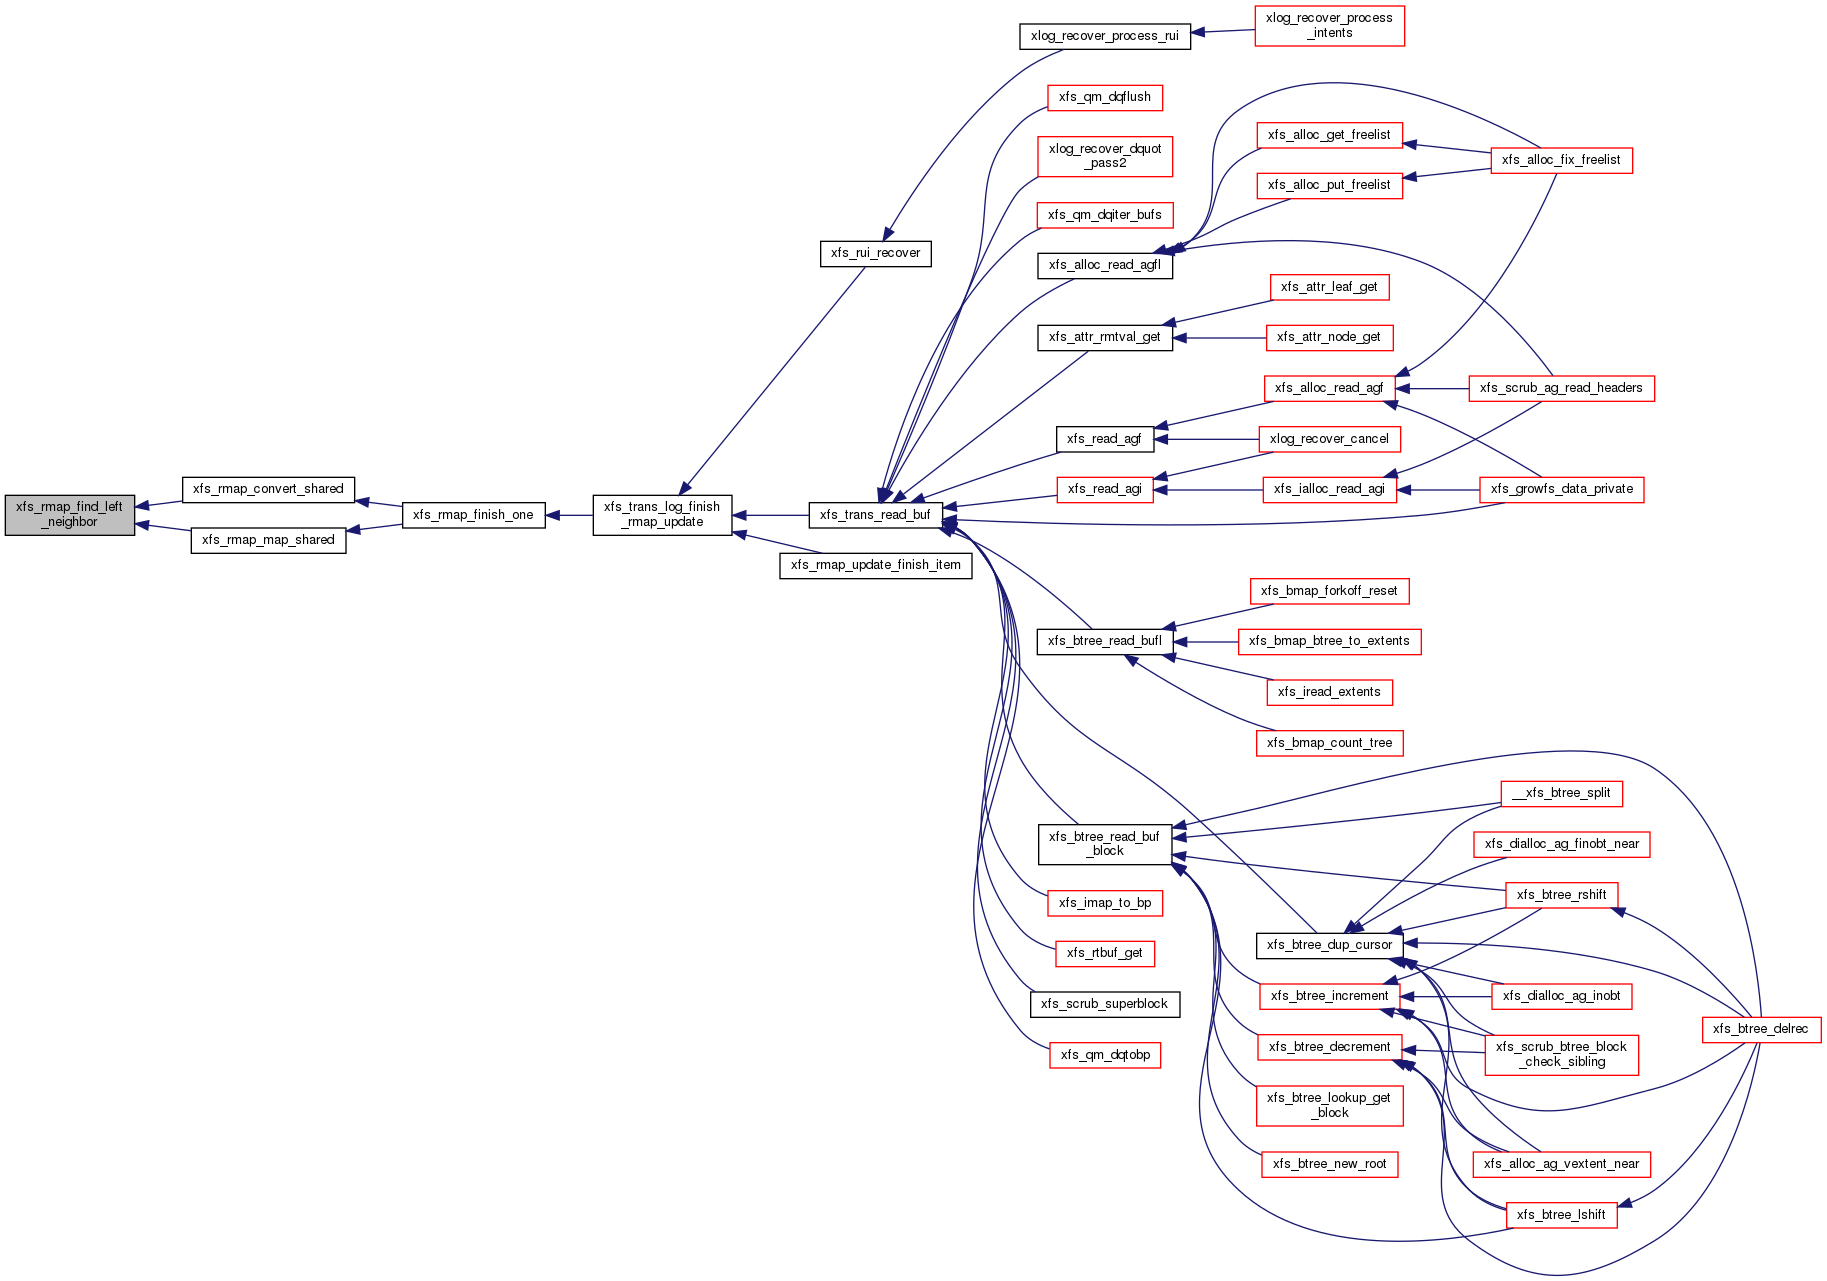 xfs_rmap_find_left
_neighbor
xfs_rmap_convert_shared
xfs_rmap_map_shared
xfs_rmap_finish_one
xfs_trans_log_finish
_rmap_update
xfs_rui_recover
xfs_trans_read_buf
xfs_rmap_update_finish_item
xlog_recover_process_rui
xfs_qm_dqflush
xlog_recover_dquot
_pass2
xfs_qm_dqiter_bufs
xfs_alloc_read_agfl
xfs_attr_rmtval_get
xfs_read_agf
xfs_read_agi
xfs_btree_read_bufl
xfs_btree_read_buf
_block
xfs_imap_to_bp
xfs_rtbuf_get
xfs_scrub_superblock
xfs_qm_dqtobp
xlog_recover_process
_intents
xfs_alloc_get_freelist
xfs_alloc_put_freelist
xfs_attr_leaf_get
xfs_attr_node_get
xfs_alloc_read_agf
xlog_recover_cancel
xfs_ialloc_read_agi
xfs_bmap_forkoff_reset
xfs_bmap_btree_to_extents
xfs_iread_extents
xfs_bmap_count_tree
xfs_btree_dup_cursor
xfs_btree_increment
xfs_btree_decrement
xfs_btree_lookup_get
_block
xfs_btree_new_root
xfs_alloc_fix_freelist
xfs_scrub_ag_read_headers
xfs_growfs_data_private
__xfs_btree_split
xfs_dialloc_ag_finobt_near
xfs_btree_rshift
xfs_dialloc_ag_inobt
xfs_scrub_btree_block
_check_sibling
xfs_alloc_ag_vextent_near
xfs_btree_lshift
xfs_btree_delrec